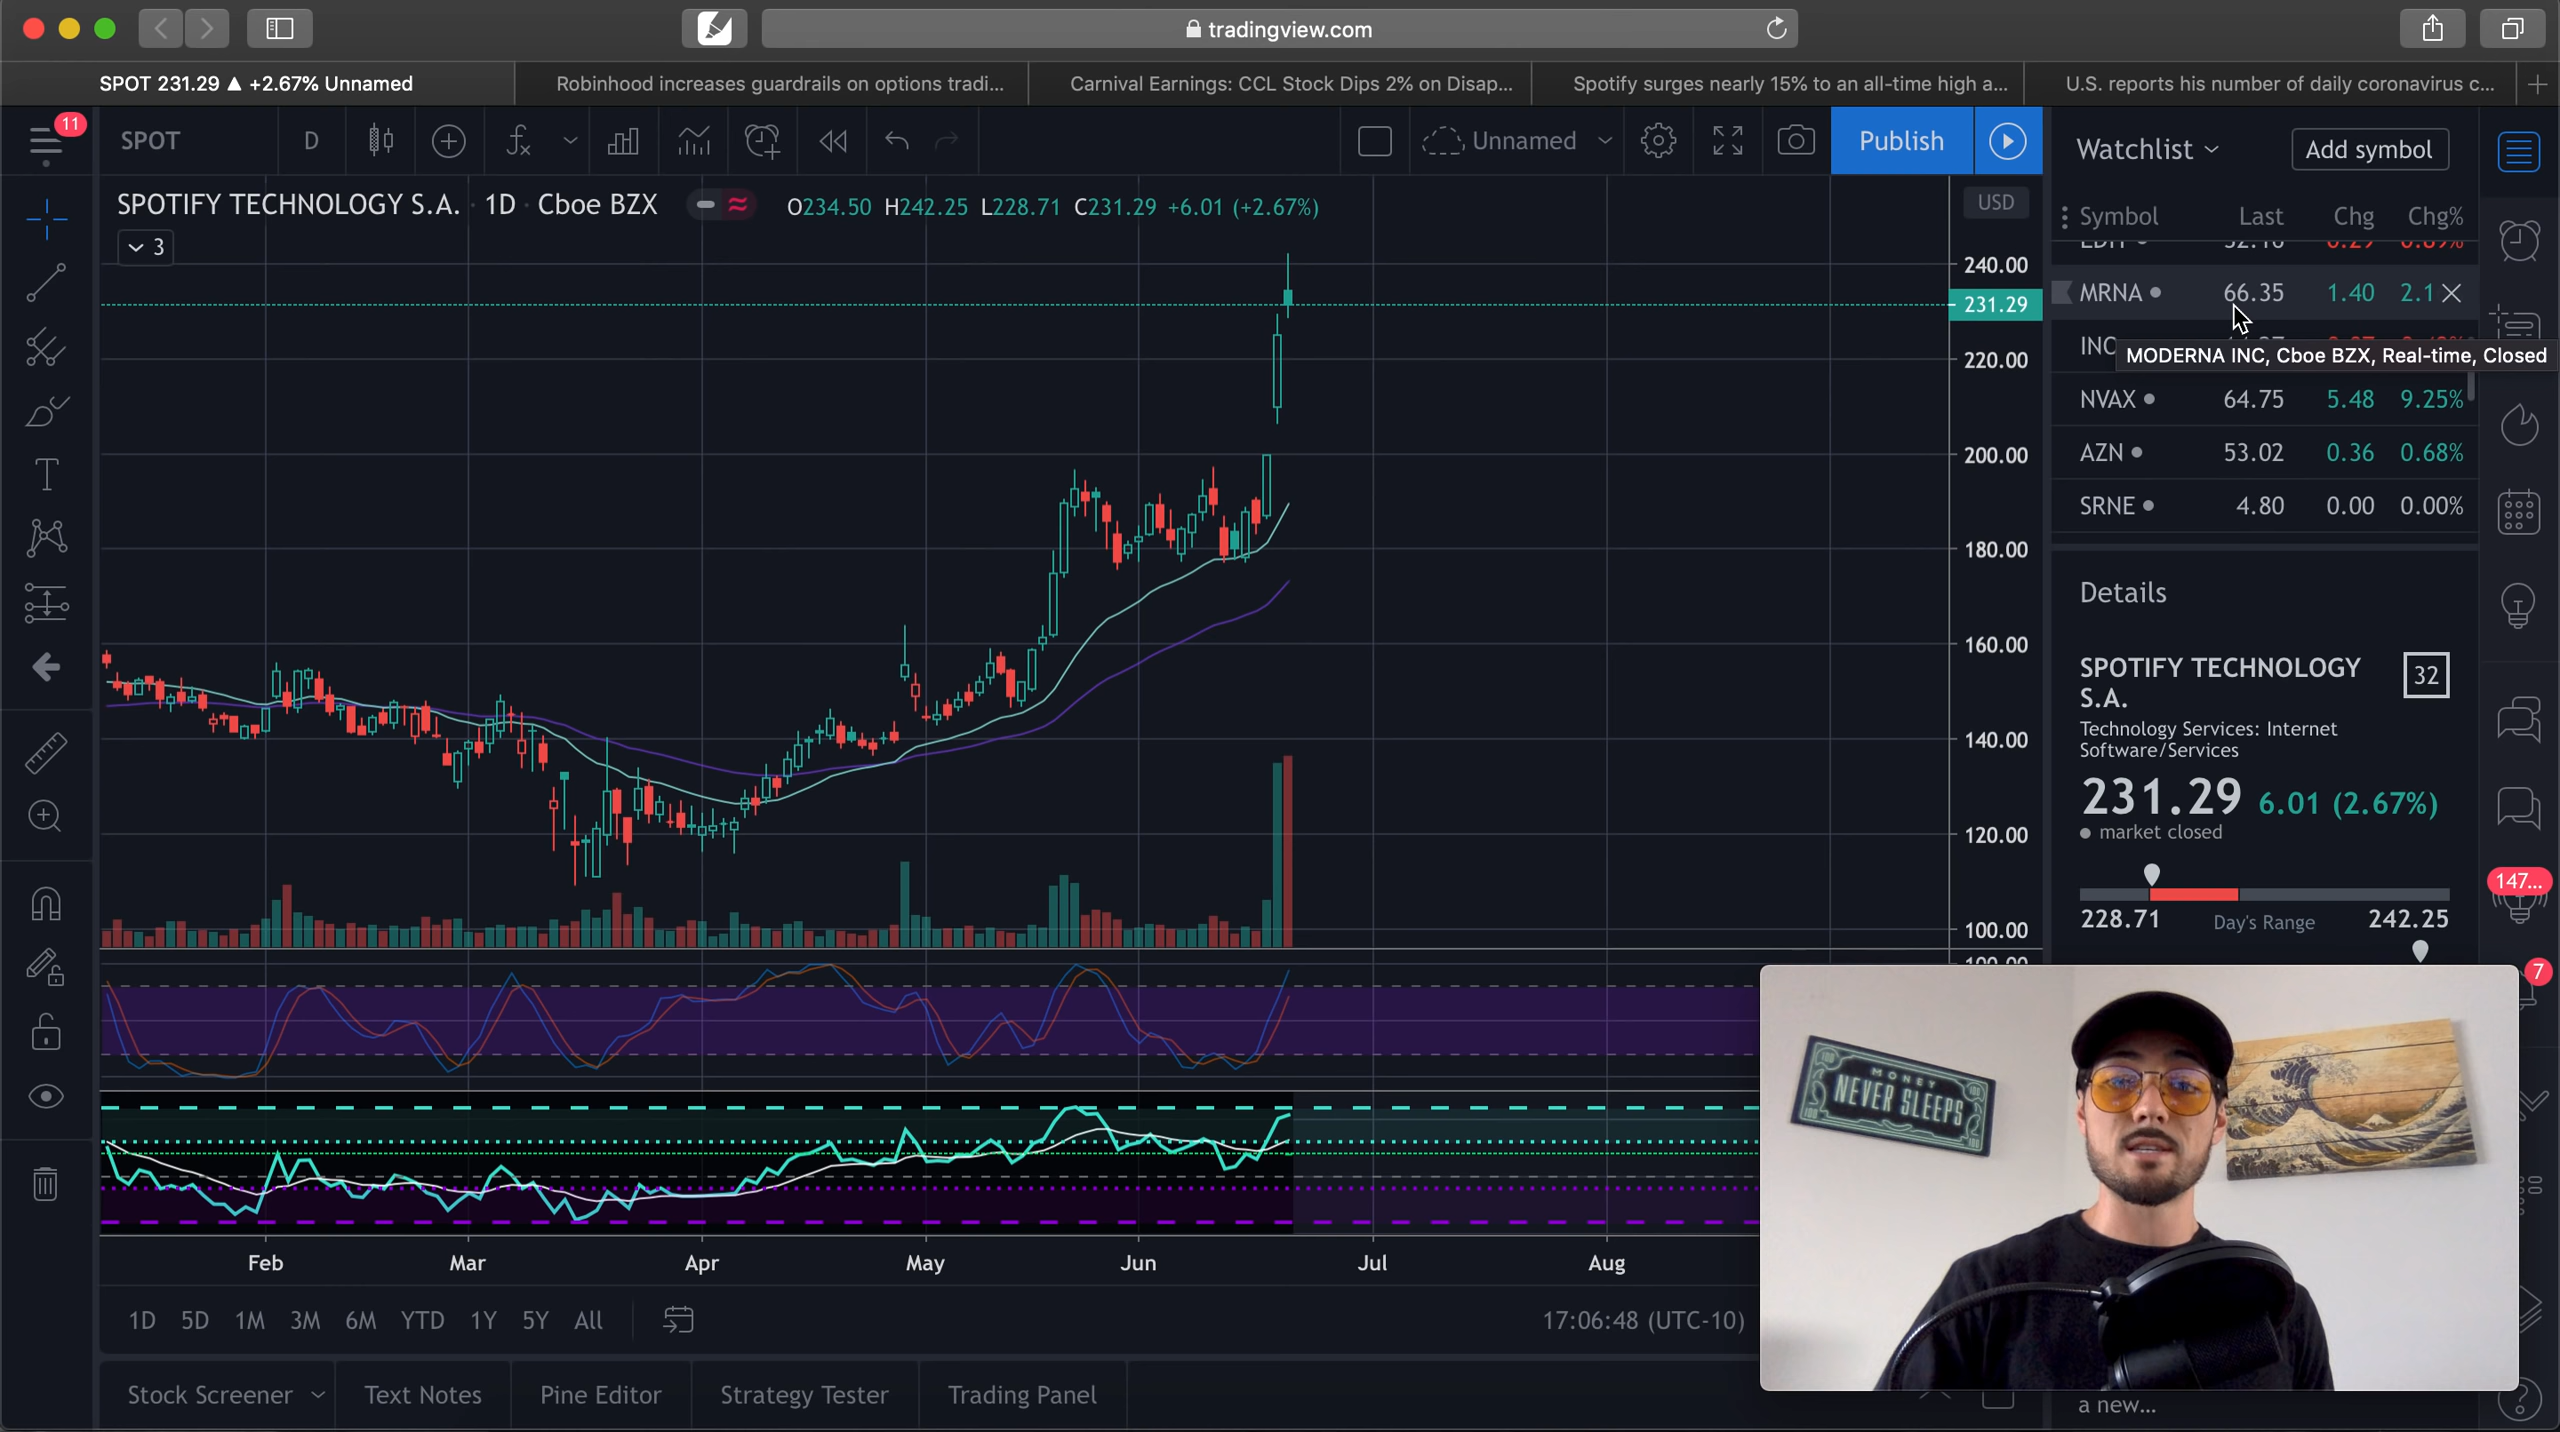 tradingview.com
SPOT 231.29 ▲ +2.67% Unnamed
Robinhood increases guardrails on options tradi...
Carnival Earnings: CCL Stock Dips 2% on Disap...
Spotify surges nearly 15% to an all-time high a...
U.S. reports his number of daily coronavirus c...
11
SPOT
D
Unnamed
Publish
Watchlist
Add symbol
SPOTIFY TECHNOLOGY S.A. · 1D · Cboe BZX
O234.50 H242.25 L228.71 C231.29 +6.01 (+2.67%)
3
USD
Symbol Last Chg Chg%
MRNA 66.35 1.40 2.1
MODERNA INC, Cboe BZX, Real-time, Closed
NVAX 64.75 5.48 9.25%
AZN 53.02 0.36 0.68%
SRNE 4.80 0.00 0.00%
240.00
231.29
220.00
200.00
180.00
160.00
140.00
120.00
100.00
Details
SPOTIFY TECHNOLOGY
S.A.
32
Technology Services: Internet
Software/Services
231.29 6.01 (2.67%)
market closed
228.71 Day's Range 242.25
147...
7
MONEY
NEVER SLEEPS
Feb Mar Apr May Jun Jul Aug
1D 5D 1M 3M 6M YTD 1Y 5Y All
17:06:48 (UTC-10)
Stock Screener Text Notes Pine Editor Strategy Tester Trading Panel
a new...